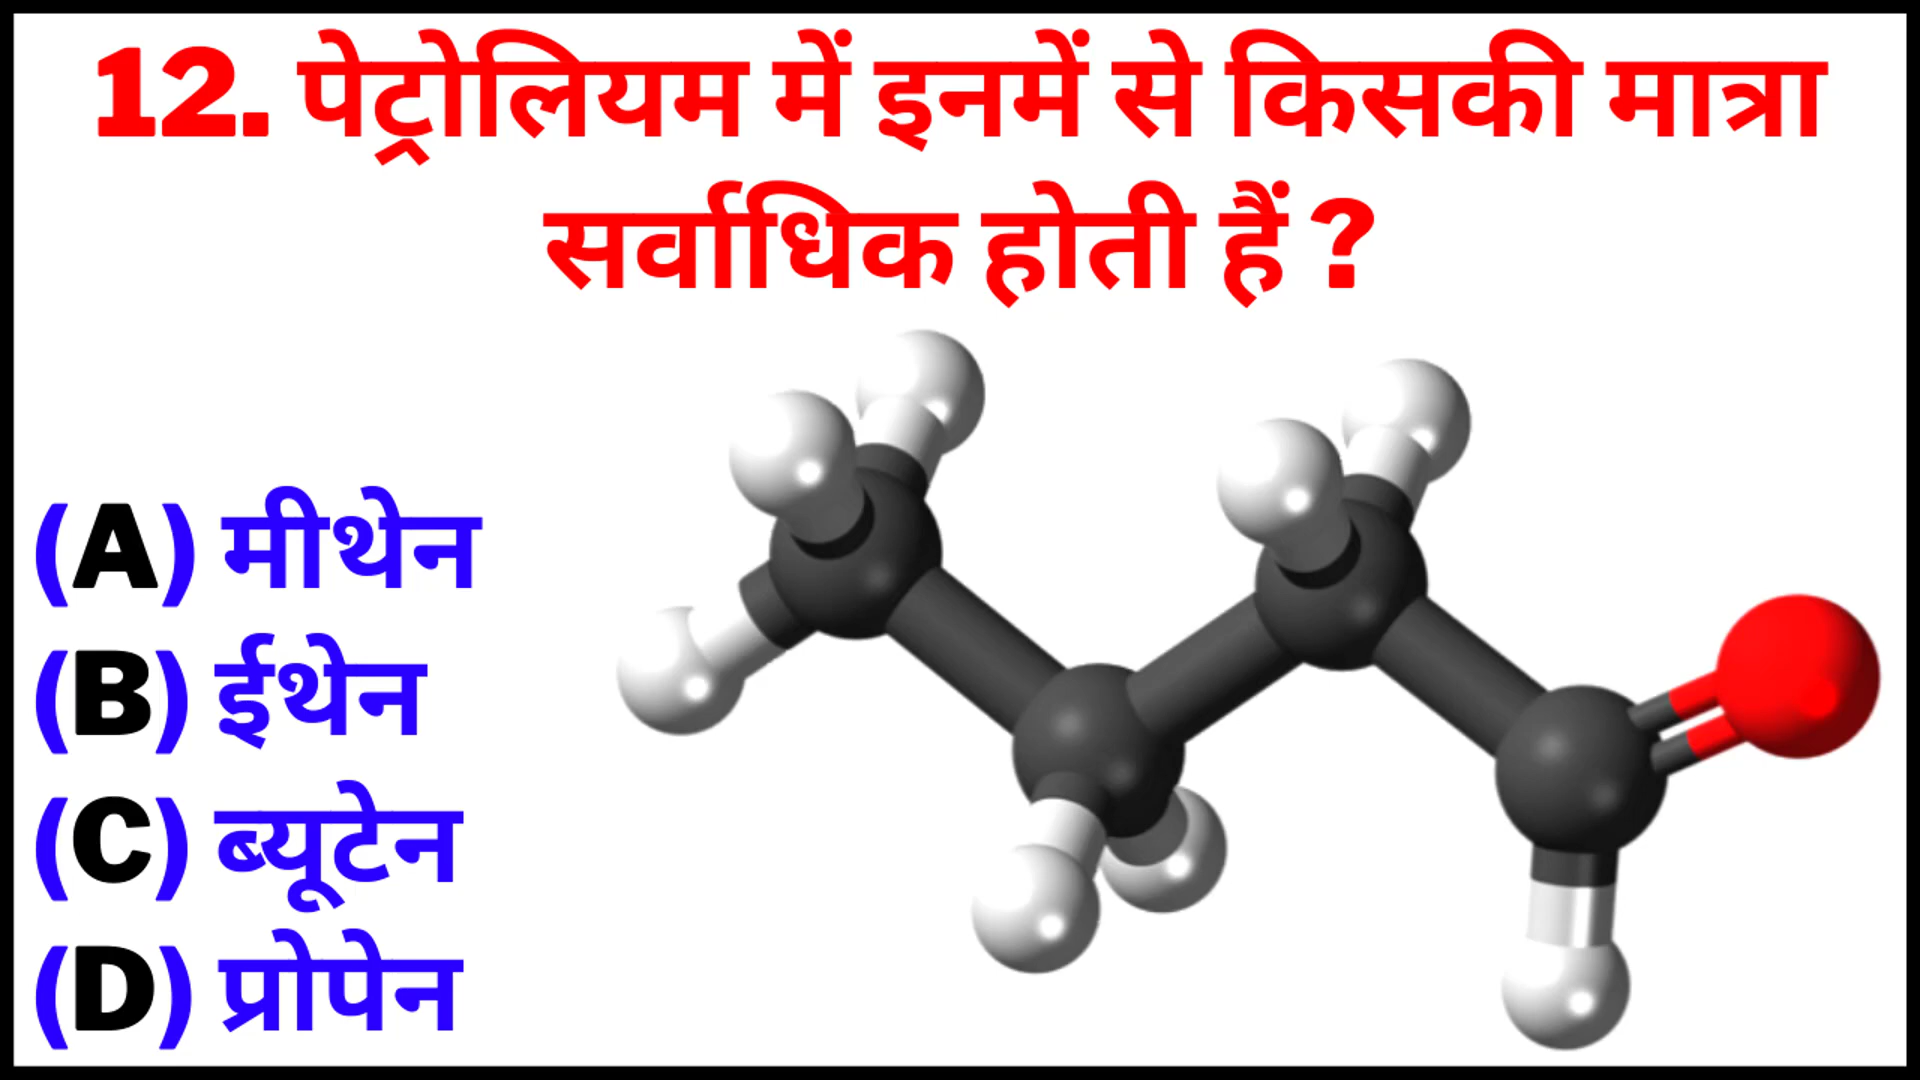 12. पेट्रोलियम में इनमें से किसकी मात्रा
सर्वाधिक होती हैं ?
(A) मीथेन
(B) ईथेन
(C) ब्यूटेन
(D) प्रोपेन